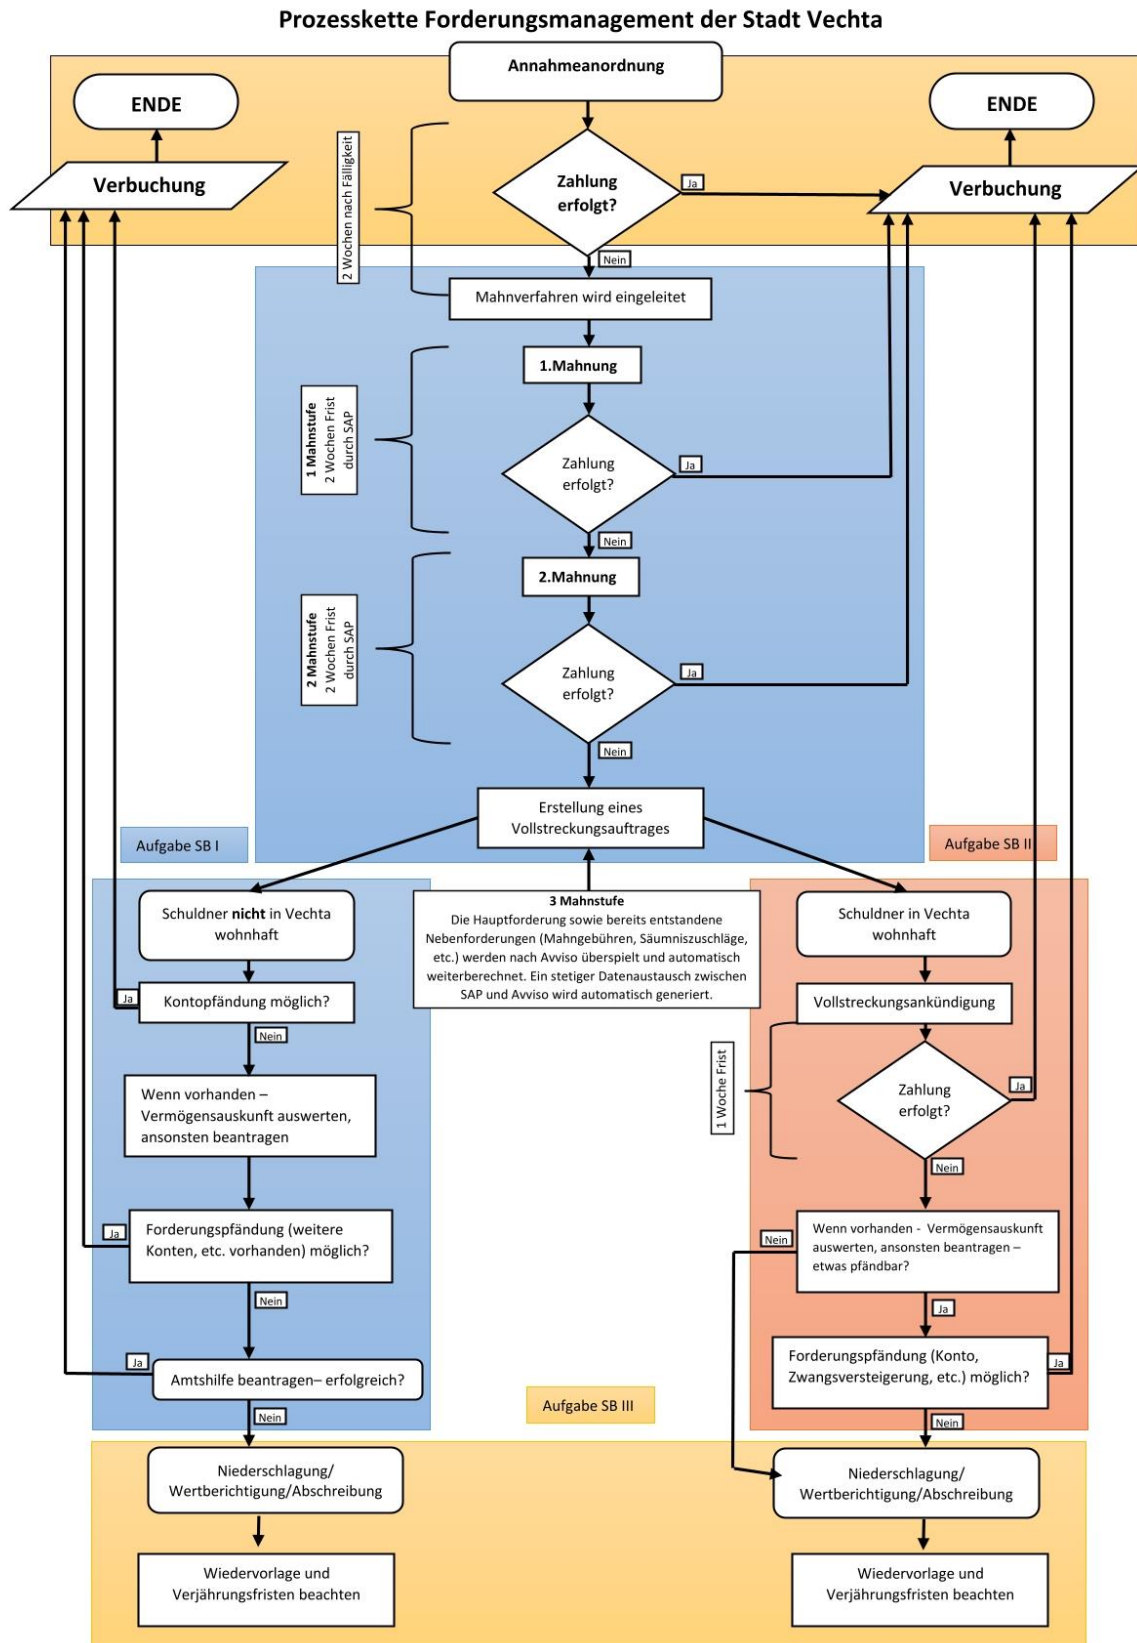 Prozesskette Forderungsmanagement der Stadt Vechta
Annahmeanordnung
ENDE
ENDE
Verbuchung
Verbuchung
2 Wochen nach Fälligkeit
Zahlung
erfolgt?
Ja
Nein
Mahnverfahren wird eingeleitet
1.Mahnung
1 Mahnstufe
2 Wochen Frist
durch SAP
Zahlung
erfolgt?
Ja
Nein
2.Mahnung
2 Mahnstufe
2 Wochen Frist
durch SAP
Zahlung
erfolgt?
Ja
Nein
Erstellung eines
Vollstreckungsauftrages
Aufgabe SB I
Aufgabe SB II
3 Mahnstufe
Die Hauptforderung sowie bereits entstandene
Nebenforderungen (Mahngebühren, Säumniszuschläge,
etc.) werden nach Avviso überspielt und automatisch
weiterberechnet. Ein stetiger Datenaustausch zwischen
SAP und Avviso wird automatisch generiert.
Schuldner nicht in Vechta
wohnhaft
Ja
Kontopfändung möglich?
Nein
Wenn vorhanden –
Vermögensauskunft auswerten,
ansonsten beantragen
Ja
Forderungspfändung (weitere
Konten, etc. vorhanden) möglich?
Nein
Ja
Amtshilfe beantragen– erfolgreich?
Nein
Schuldner in Vechta
wohnhaft
Vollstreckungsankündigung
1 Woche Frist
Zahlung
erfolgt?
Ja
Nein
Nein
Wenn vorhanden - Vermögensauskunft
auswerten, ansonsten beantragen –
etwas pfändbar?
Ja
Forderungspfändung (Konto,
Zwangsversteigerung, etc.) möglich?
Ja
Nein
Aufgabe SB III
Niederschlagung/
Wertberichtigung/Abschreibung
Wiedervorlage und
Verjährungsfristen beachten
Niederschlagung/
Wertberichtigung/Abschreibung
Wiedervorlage und
Verjährungsfristen beachten